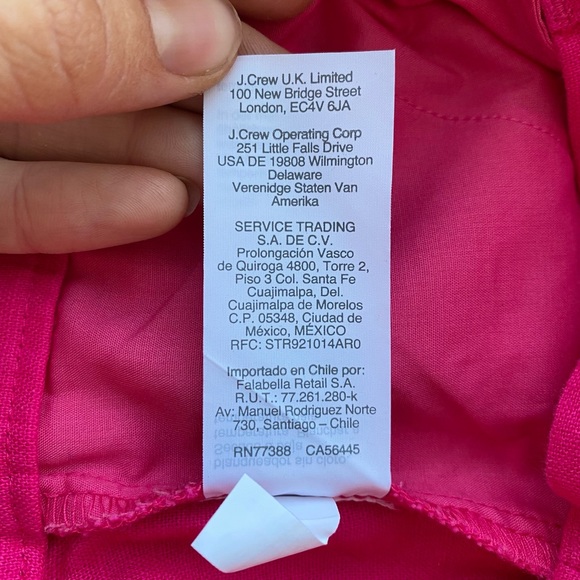 J.Crew U.K. Limited
100 New Bridge Street
London, EC4V 6JA
J.Crew Operating Corp
251 Little Falls Drive
USA DE 19808 Wilmington
Delaware
Verenidge Staten Van
Amerika
SERVICE TRADING
S.A. DE C.V.
Prolongación Vasco
de Quiroga 4800, Torre 2,
Piso 3 Col. Santa Fe
Cuajimalpa, Del.
Cuajimalpa de Morelos
C.P. 05348, Ciudad de
México, MÉXICO
RFC: STR921014AR0
Importado en Chile por:
Falabella Retail S.A.
R.U.T.: 77.261.280-k
Av: Manuel Rodriguez Norte
730, Santiago – Chile
RN77388 CA56445